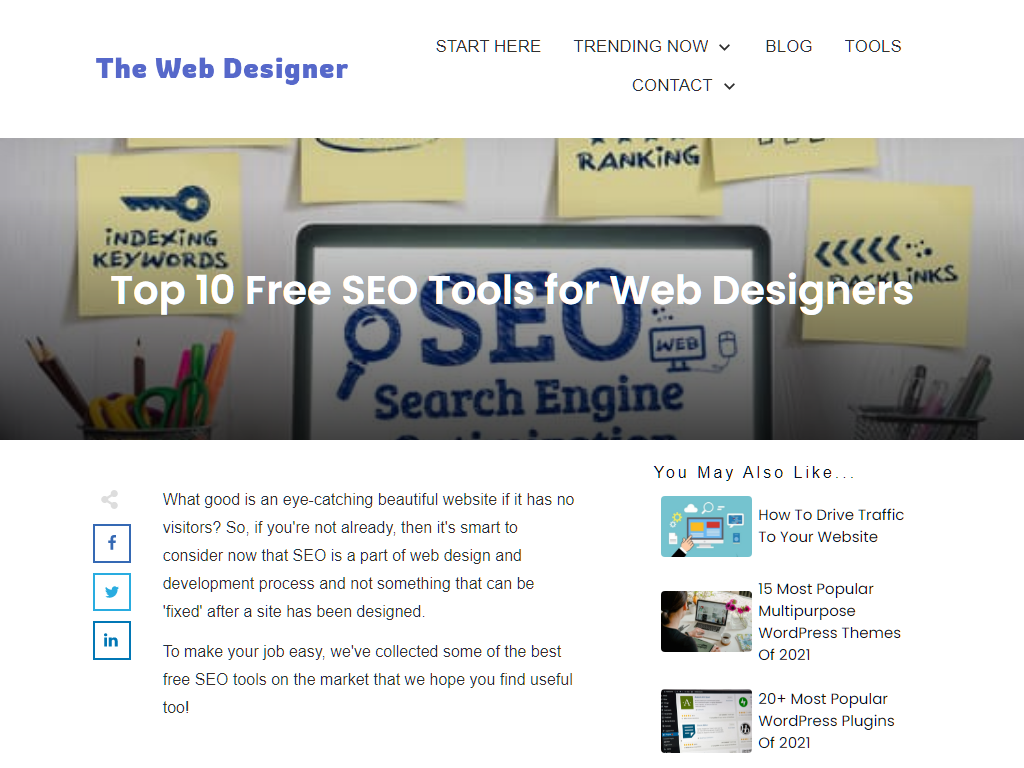 The Web Designer
START HERE
TRENDING NOW
BLOG
TOOLS
CONTACT
RANKING
INDEXING
KEYWORDS
BACKLINKS
Top 10 Free SEO Tools for Web Designers
SEO
WEB
Search Engine
Optimization
What good is an eye-catching beautiful website if it has no
visitors? So, if you're not already, then it's smart to
consider now that SEO is a part of web design and
development process and not something that can be
'fixed' after a site has been designed.
To make your job easy, we've collected some of the best
free SEO tools on the market that we hope you find useful
too!
You May Also Like...
How To Drive Traffic
To Your Website
15 Most Popular
Multipurpose
WordPress Themes
Of 2021
20+ Most Popular
WordPress Plugins
Of 2021